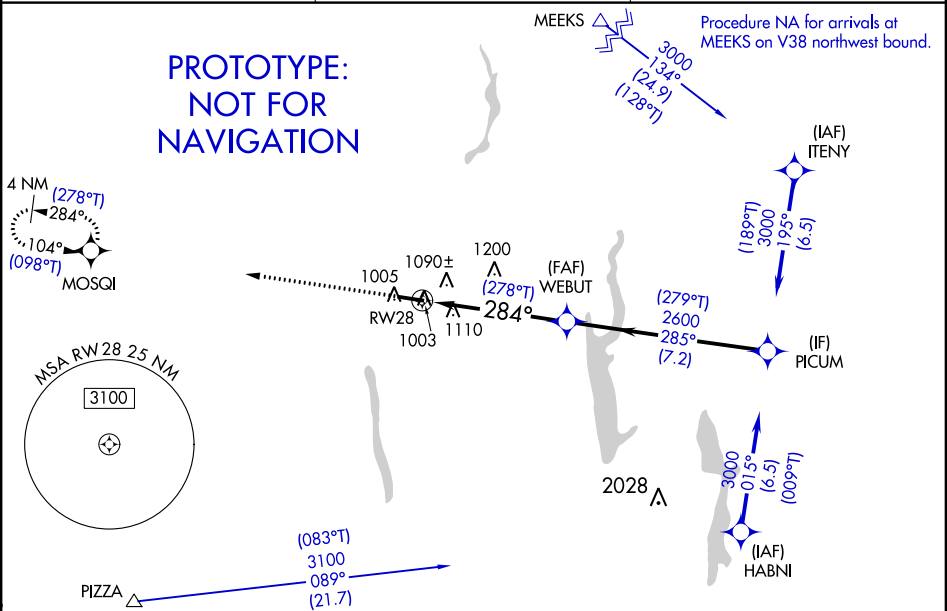 MEEKS
Procedure NA for arrivals at
MEEKS on V38 northwest bound.
3000
134°
(24.9)
(128°T)
PROTOTYPE:
NOT FOR
NAVIGATION
(IAF)
ITENY
(189°T)
3000
195°
(6.5)
4 NM
(278°T)
284°
104°
(098°T)
MOSQI
1005
1090±
1200
RW28
1003
1110
(278°T)
284°
(FAF)
WEBUT
(279°T)
2600
285°
(7.2)
(IF)
PICUM
MSA RW28 25 NM
3100
2028
3000
015°
(6.5)
(009°T)
(IAF)
HABNI
(083°T)
3100
089°
(21.7)
PIZZA